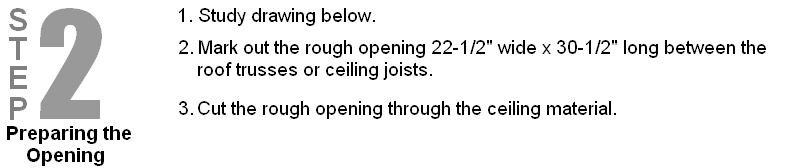 STEP 2
Preparing the
Opening
1. Study drawing below.
2. Mark out the rough opening 22-1/2" wide x 30-1/2" long between the
roof trusses or ceiling joists.
3. Cut the rough opening through the ceiling material.